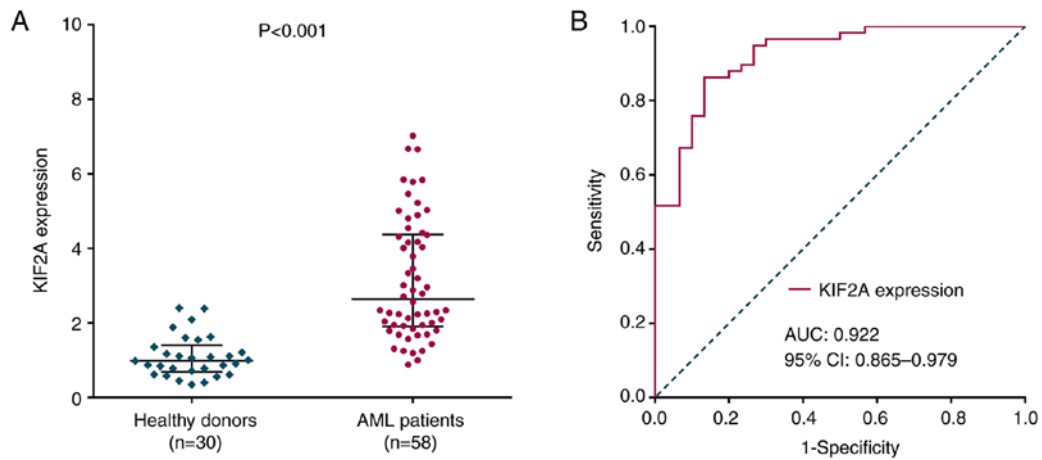 A
P<0.001
KIF2A expression
10
8
6
4
2
0
Healthy donors
(n=30)
AML patients
(n=58)
B
Sensitivity
1.0
0.8
0.6
0.4
0.2
0.0
KIF2A expression
AUC: 0.922
95% CI: 0.865–0.979
0.0
0.2
0.4
0.6
0.8
1.0
1-Specificity